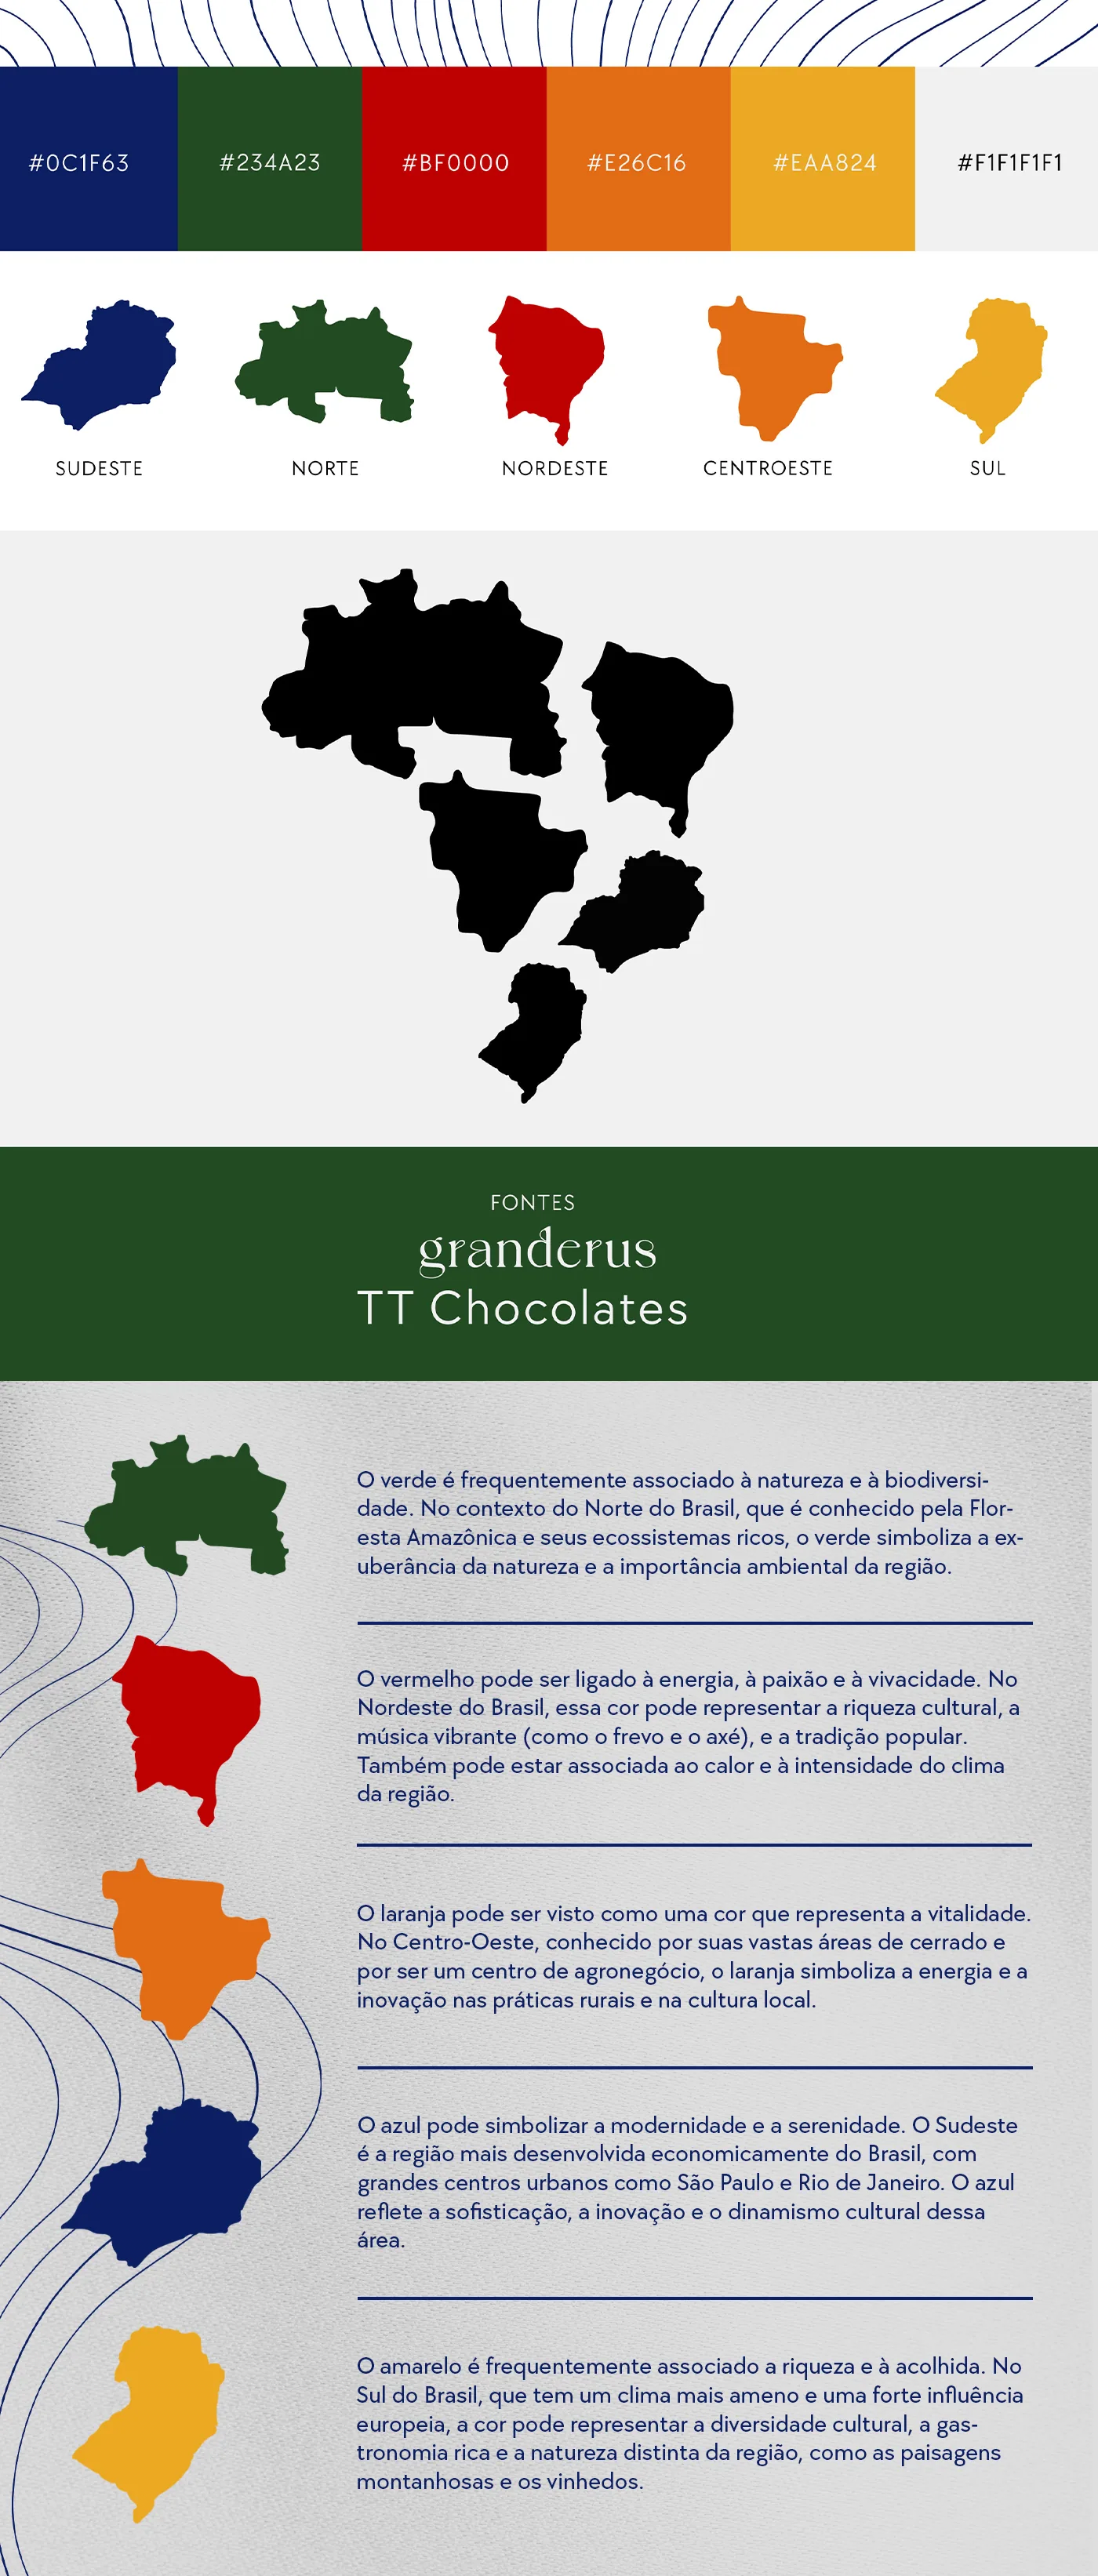 #0C1F63
#234A23
#BF0000
#E26C16
#EAA824
#F1F1F1F1
SUDESTE
NORTE
NORDESTE
CENTROESTE
SUL
FONTES
granderus
TT Chocolates
O verde é frequentemente associado à natureza e à biodiversi-
dade. No contexto do Norte do Brasil, que é conhecido pela Flor-
esta Amazônica e seus ecossistemas ricos, o verde simboliza a ex-
uberância da natureza e a importância ambiental da região.
O vermelho pode ser ligado à energia, à paixão e à vivacidade. No
Nordeste do Brasil, essa cor pode representar a riqueza cultural, a
música vibrante (como o frevo e o axé), e a tradição popular.
Também pode estar associada ao calor e à intensidade do clima
da região.
O laranja pode ser visto como uma cor que representa a vitalidade.
No Centro-Oeste, conhecido por suas vastas áreas de cerrado e
por ser um centro de agronegócio, o laranja simboliza a energia e a
inovação nas práticas rurais e na cultura local.
O azul pode simbolizar a modernidade e a serenidade. O Sudeste
é a região mais desenvolvida economicamente do Brasil, com
grandes centros urbanos como São Paulo e Rio de Janeiro. O azul
reflete a sofisticação, a inovação e o dinamismo cultural dessa
área.
O amarelo é frequentemente associado a riqueza e à acolhida. No
Sul do Brasil, que tem um clima mais ameno e uma forte influência
europeia, a cor pode representar a diversidade cultural, a gas-
tronomia rica e a natureza distinta da região, como as paisagens
montanhosas e os vinhedos.